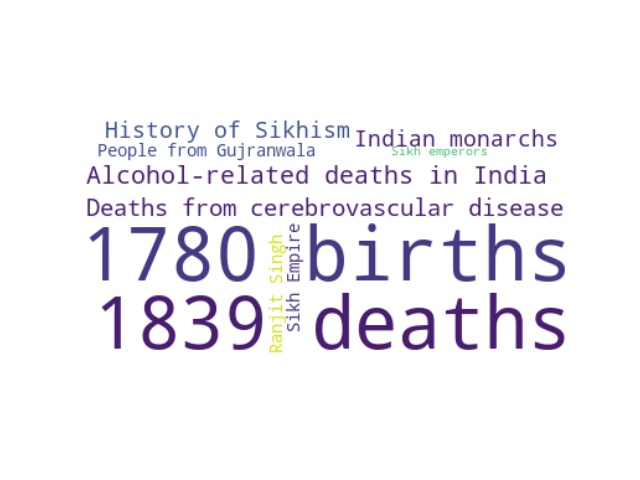 History of Sikhism
Indian monarchs
People from Gujranwala
Sikh emperors
Alcohol-related deaths in India
Deaths from cerebrovascular disease
1780 births
Ranjit Singh
Sikh Empire
1839 deaths